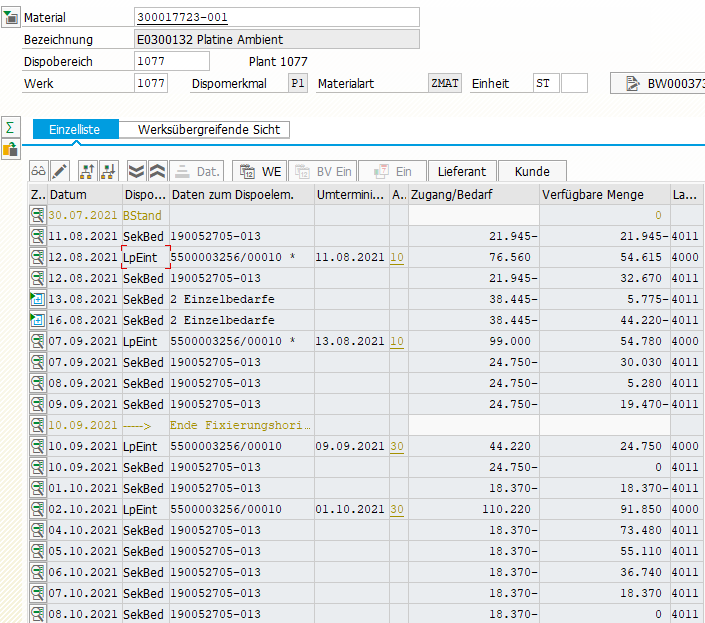 Material 300017723-001
Bezeichnung E0300132 Platine Ambient
Dispobereich 1077 Plant 1077
Werk 1077 Dispomerkmal P1 Materialart ZMAT Einheit ST BW000373
Einzelliste Werksübergreifende Sicht
Dat. WE BV Ein Ein Lieferant Kunde
Z.. Datum Dispo... Daten zum Dispoelem. Umtermini... A.. Zugang/Bedarf Verfügbare Menge La...
30.07.2021 BStand 0
11.08.2021 SekBed 190052705-013 21.945- 21.945- 4011
12.08.2021 LpEint 5500003256/00010 * 11.08.2021 10 76.560 54.615 4000
12.08.2021 SekBed 190052705-013 21.945- 32.670 4011
13.08.2021 SekBed 2 Einzelbedarfe 38.445- 5.775- 4011
16.08.2021 SekBed 2 Einzelbedarfe 38.445- 44.220- 4011
07.09.2021 LpEint 5500003256/00010 * 13.08.2021 10 99.000 54.780 4000
07.09.2021 SekBed 190052705-013 24.750- 30.030 4011
08.09.2021 SekBed 190052705-013 24.750- 5.280 4011
09.09.2021 SekBed 190052705-013 24.750- 19.470- 4011
10.09.2021 -----> Ende Fixierungshori...
10.09.2021 LpEint 5500003256/00010 09.09.2021 30 44.220 24.750 4000
10.09.2021 SekBed 190052705-013 24.750- 0 4011
01.10.2021 SekBed 190052705-013 18.370- 18.370- 4011
02.10.2021 LpEint 5500003256/00010 01.10.2021 30 110.220 91.850 4000
04.10.2021 SekBed 190052705-013 18.370- 73.480 4011
05.10.2021 SekBed 190052705-013 18.370- 55.110 4011
06.10.2021 SekBed 190052705-013 18.370- 36.740 4011
07.10.2021 SekBed 190052705-013 18.370- 18.370 4011
08.10.2021 SekBed 190052705-013 18.370- 0 4011